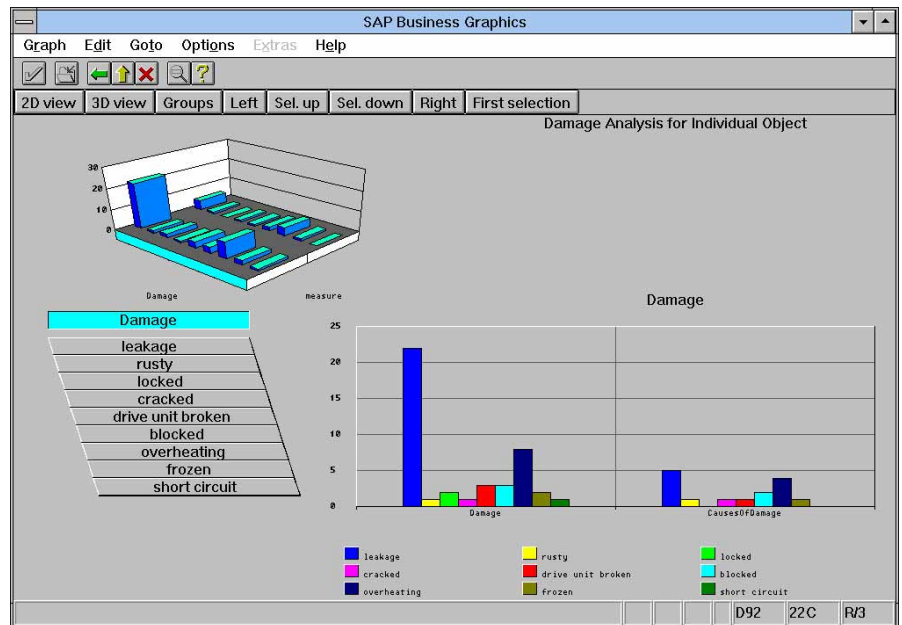 SAP Business Graphics
Graph Edit Goto Options Extras Help
2D view 3D view Groups Left Sel. up Sel. down Right First selection
Damage Analysis for Individual Object
30
20
10
0
Damage measure
Damage
leakage
rusty
locked
cracked
drive unit broken
blocked
overheating
frozen
short circuit
Damage
25
20
15
10
5
0
Damage CausesOfDamage
leakage rusty locked
cracked drive unit broken blocked
overheating frozen short circuit
D92 22C R/3